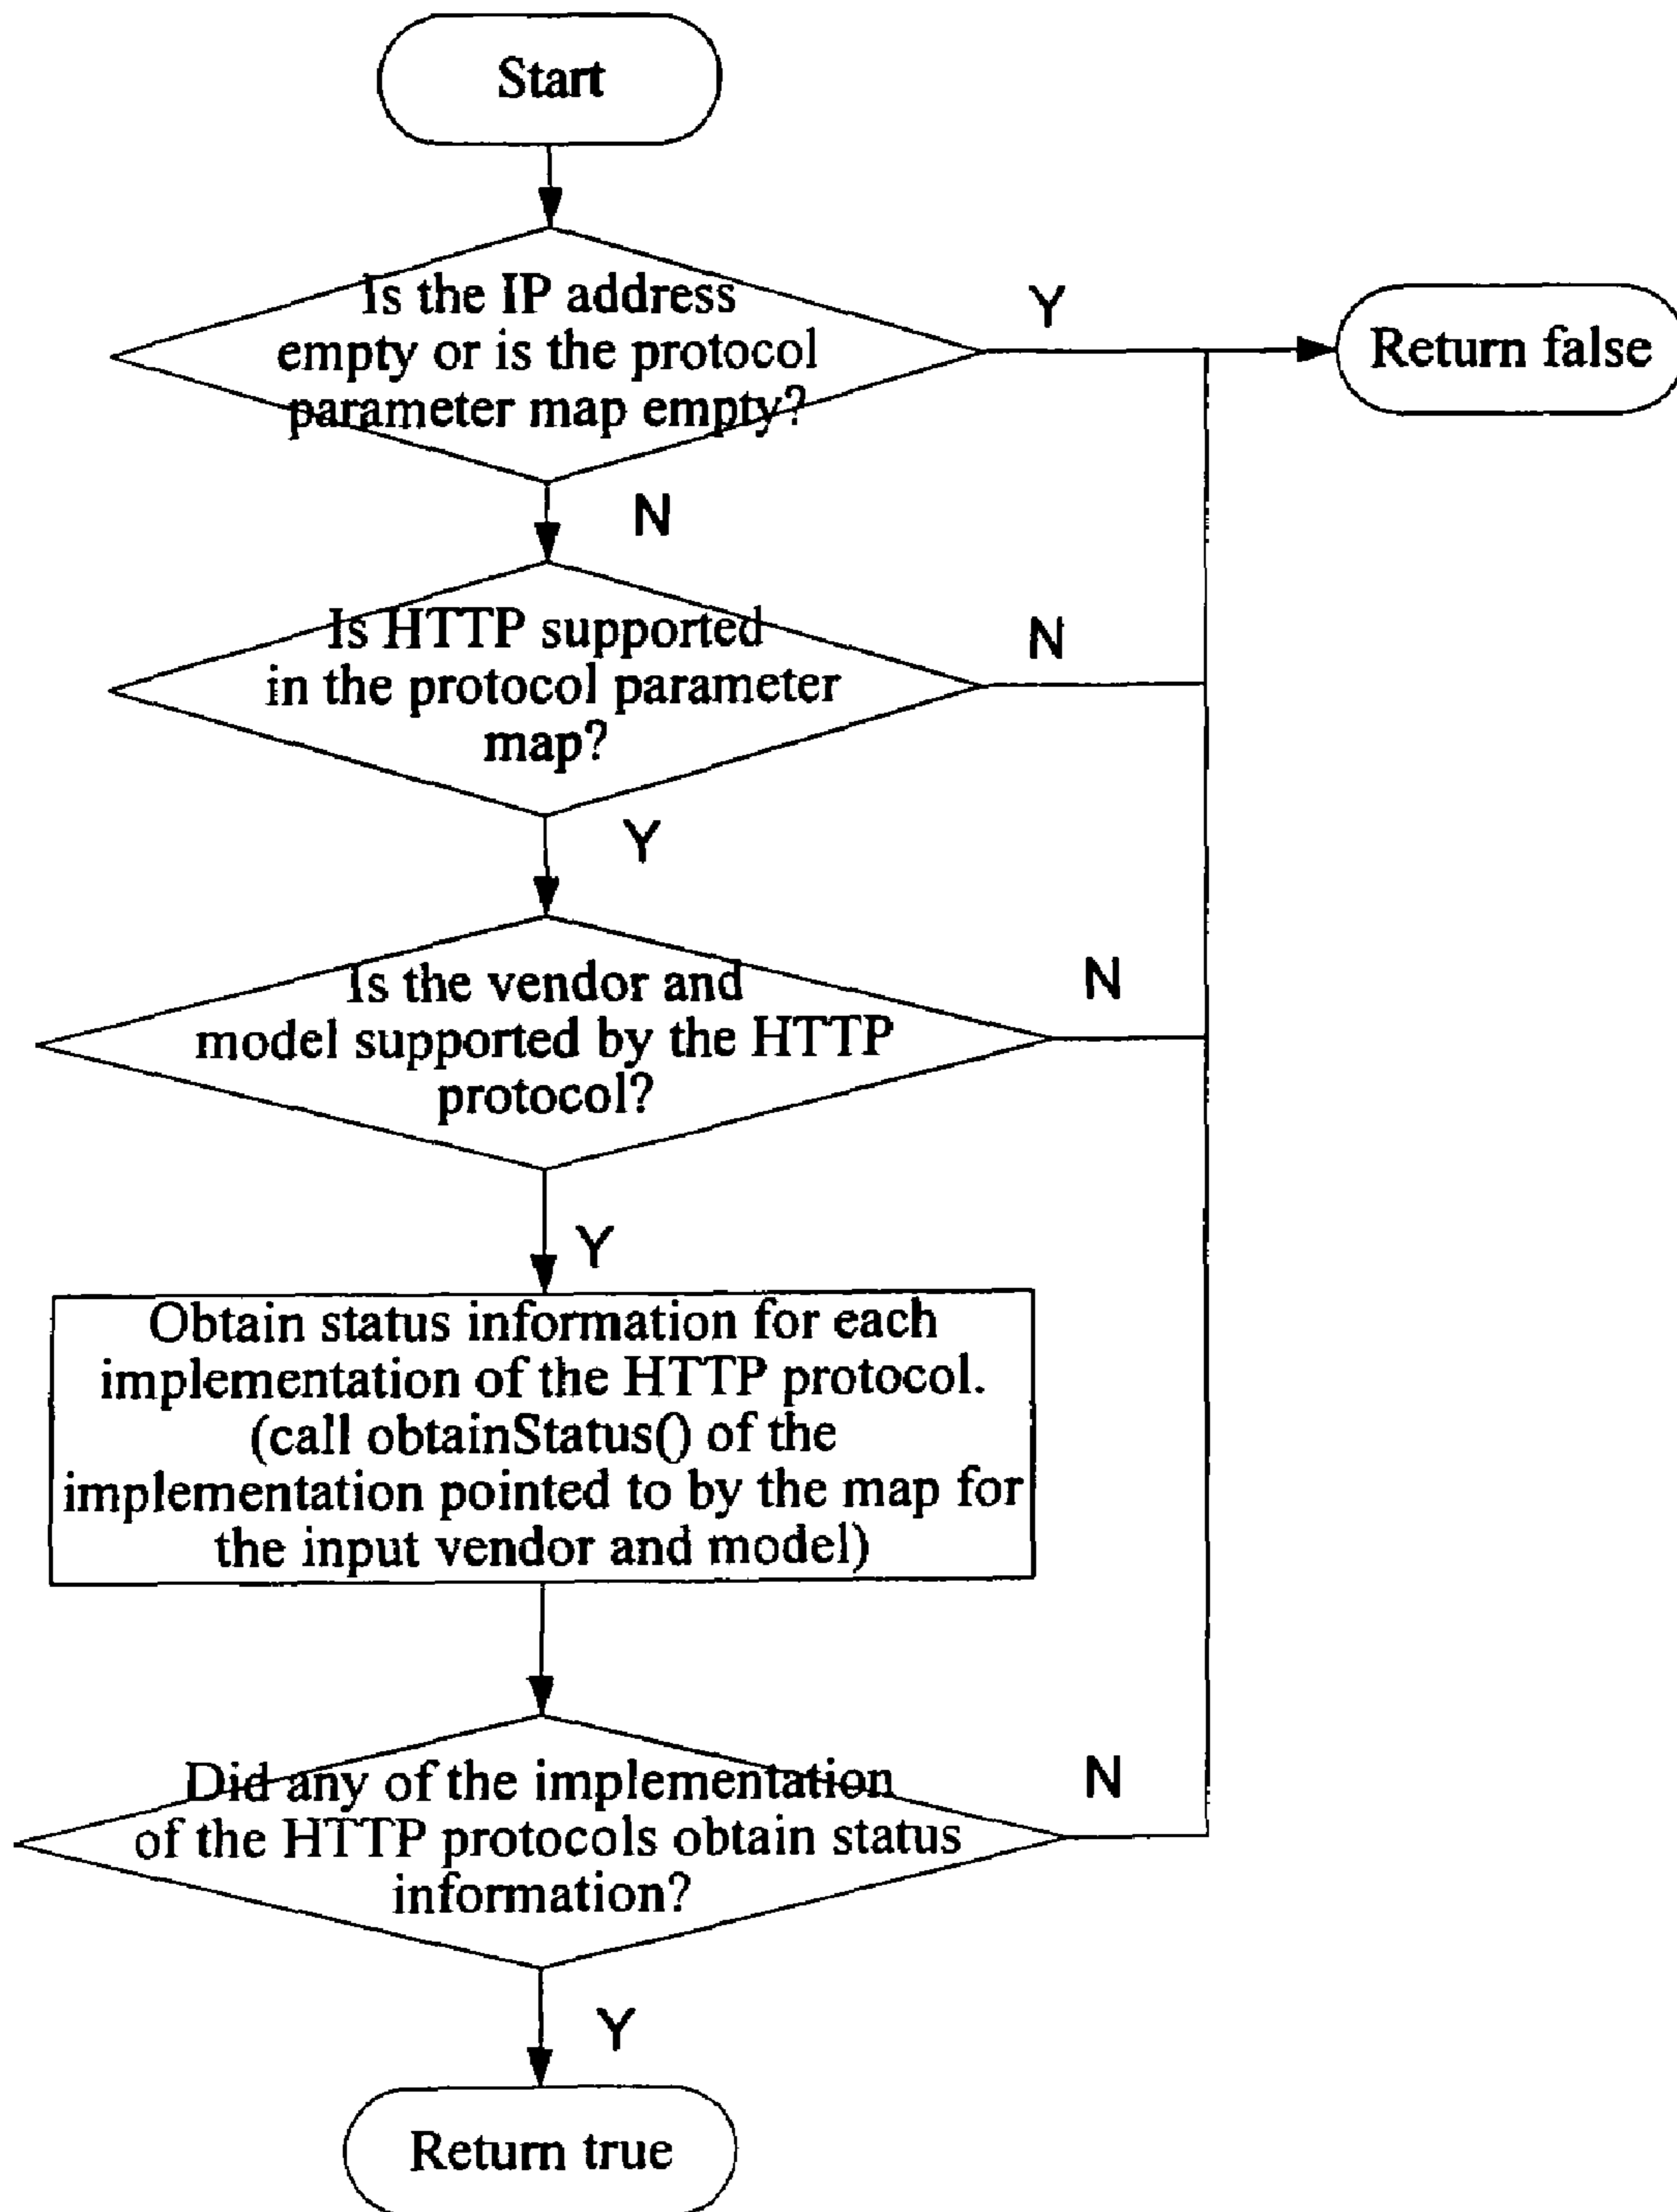 Start
Is the IP address
empty or is the protocol
parameter map empty?
Y
Return false
N
Is HTTP supported
in the protocol parameter
map?
N
Y
Is the vendor and
model supported by the HTTP
protocol?
N
Y
Obtain status information for each
implementation of the HTTP protocol.
(call obtainStatus() of the
implementation pointed to by the map for
the input vendor and model)
Did any of the implementation
of the HTTP protocols obtain status
information?
N
Y
Return true